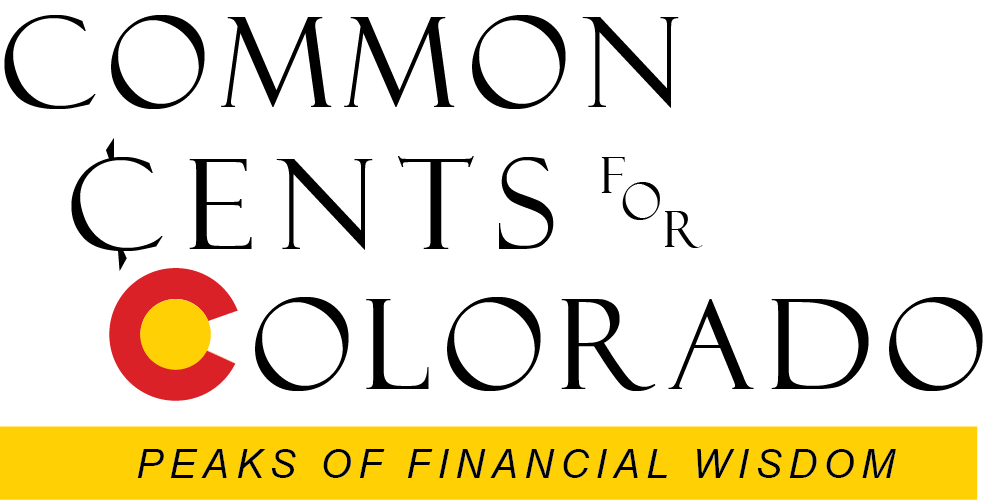 COMMON
CENTS FOR
COLORADO
PEAKS OF FINANCIAL WISDOM